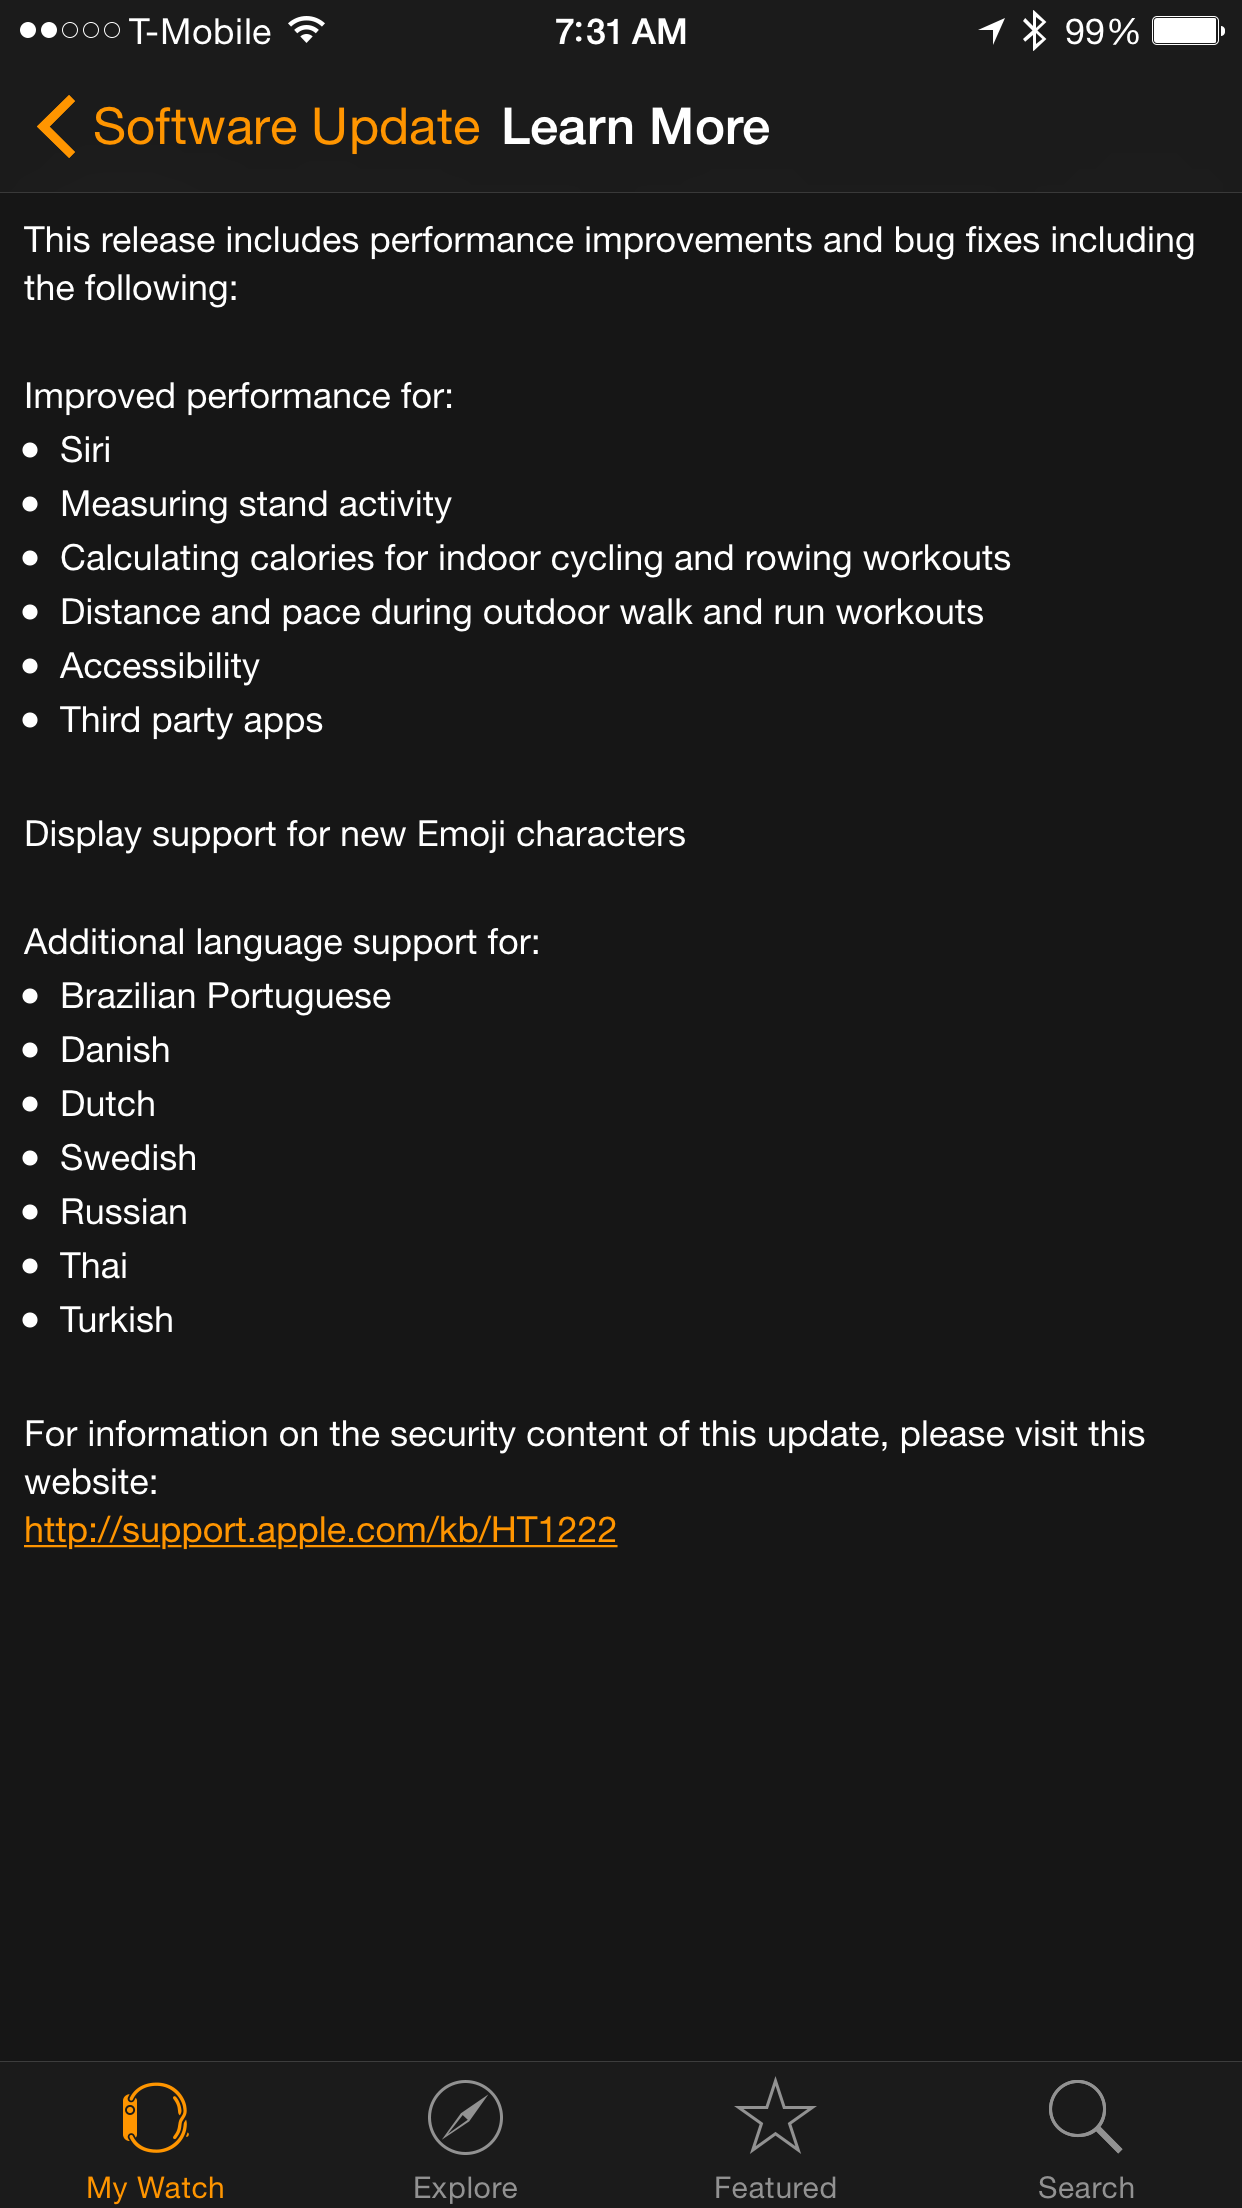 T-Mobile 7:31 AM 99%
Software Update Learn More
This release includes performance improvements and bug fixes including
the following:
Improved performance for:
• Siri
• Measuring stand activity
• Calculating calories for indoor cycling and rowing workouts
• Distance and pace during outdoor walk and run workouts
• Accessibility
• Third party apps
Display support for new Emoji characters
Additional language support for:
• Brazilian Portuguese
• Danish
• Dutch
• Swedish
• Russian
• Thai
• Turkish
For information on the security content of this update, please visit this
website:
http://support.apple.com/kb/HT1222
My Watch Explore Featured Search